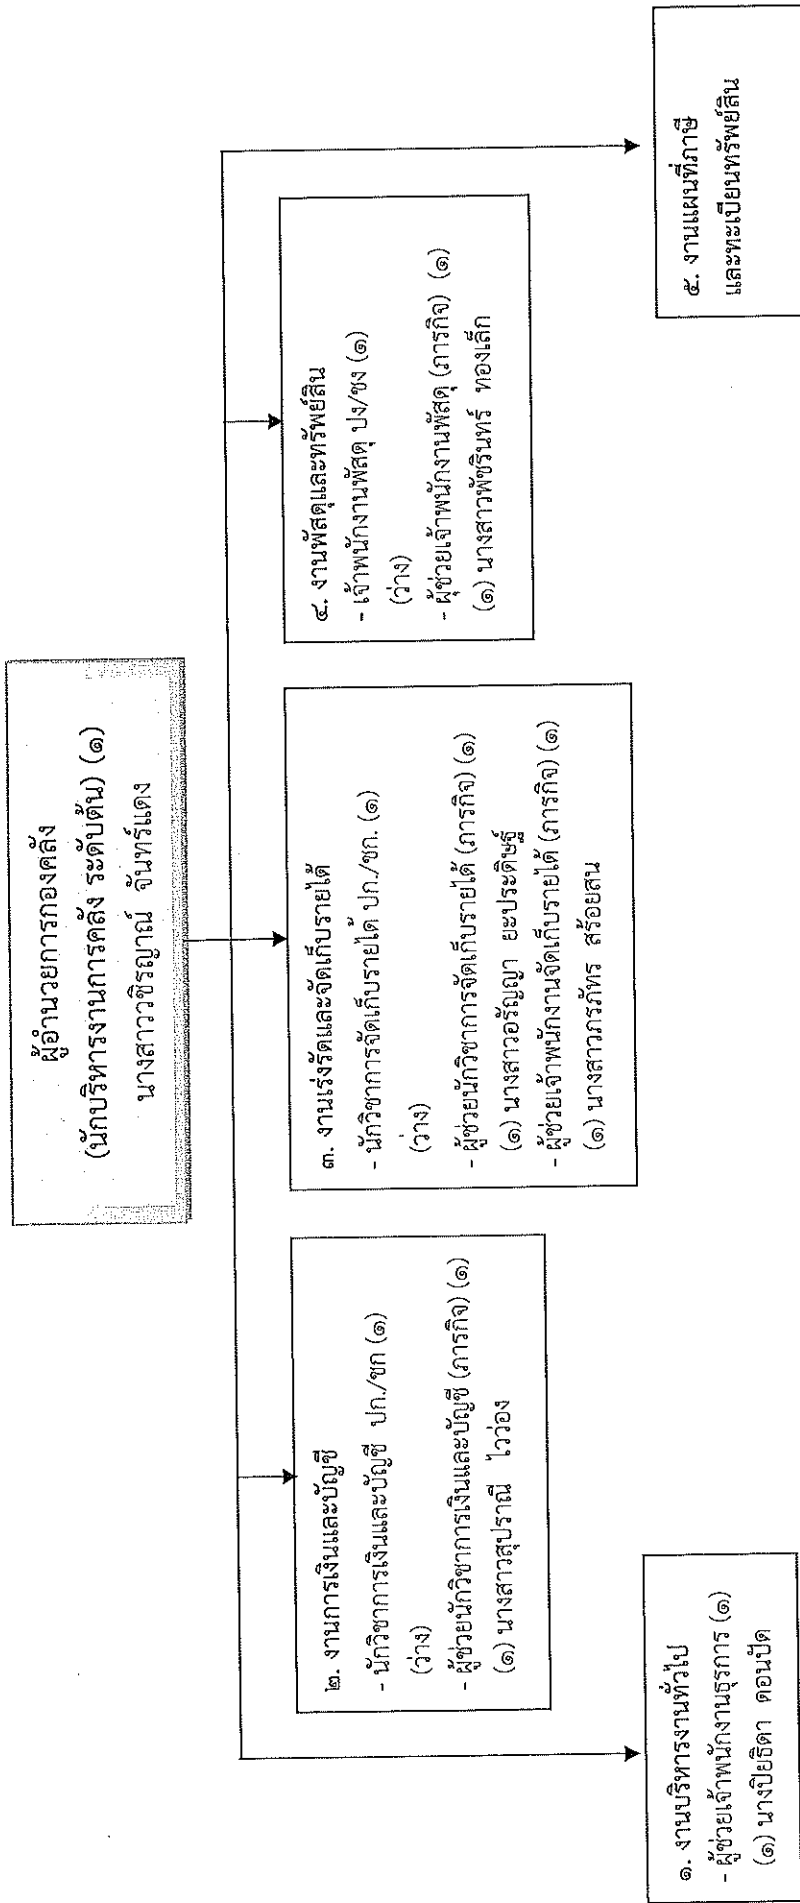 ผู้อำนวยการกองคลัง
(นักบริหารงานการคลัง ระดับต้น) (๑)
นางสาววชิรญาณ์ จันทร์แดง
๑. งานบริหารงานทั่วไป
- ผู้ช่วยเจ้าพนักงานธุรการ (๑)
(๑) นางปิยธิดา ดอนปัด
๒. งานการเงินและบัญชี
- นักวิชาการเงินและบัญชี ปก./ชก (๑)
(ว่าง)
- ผู้ช่วยนักวิชาการเงินและบัญชี (ภารกิจ) (๑)
(๑) นางสาวสุปราณี ไวว่อง
๓. งานเร่งรัดและจัดเก็บรายได้
- นักวิชาการจัดเก็บรายได้ ปก./ชก. (๑)
(ว่าง)
- ผู้ช่วยนักวิชาการจัดเก็บรายได้ (ภารกิจ) (๑)
(๑) นางสาวอรัญญา ยะประดิษฐ์
- ผู้ช่วยเจ้าพนักงานจัดเก็บรายได้ (ภารกิจ) (๑)
(๑) นางสาวภรภัทร สร้อยสน
๔. งานพัสดุและทรัพย์สิน
- เจ้าพนักงานพัสดุ ปง/ชง (๑)
(ว่าง)
- ผู้ช่วยเจ้าพนักงานพัสดุ (ภารกิจ) (๑)
(๑) นางสาวพัชรินทร์ ทองเล็ก
๕. งานแผนที่ภาษี
และทะเบียนทรัพย์สิน